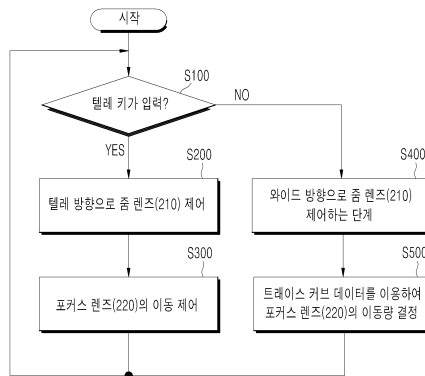 시작
S100
텔레 키가 입력?
NO
YES
S200
텔레 방향으로 줌 렌즈(210) 제어
S400
와이드 방향으로 줌 렌즈(210)
제어하는 단계
S300
포커스 렌즈(220)의 이동 제어
S500
트래이스 커브 데이터를 이용하여
포커스 렌즈(220)의 이동량 결정